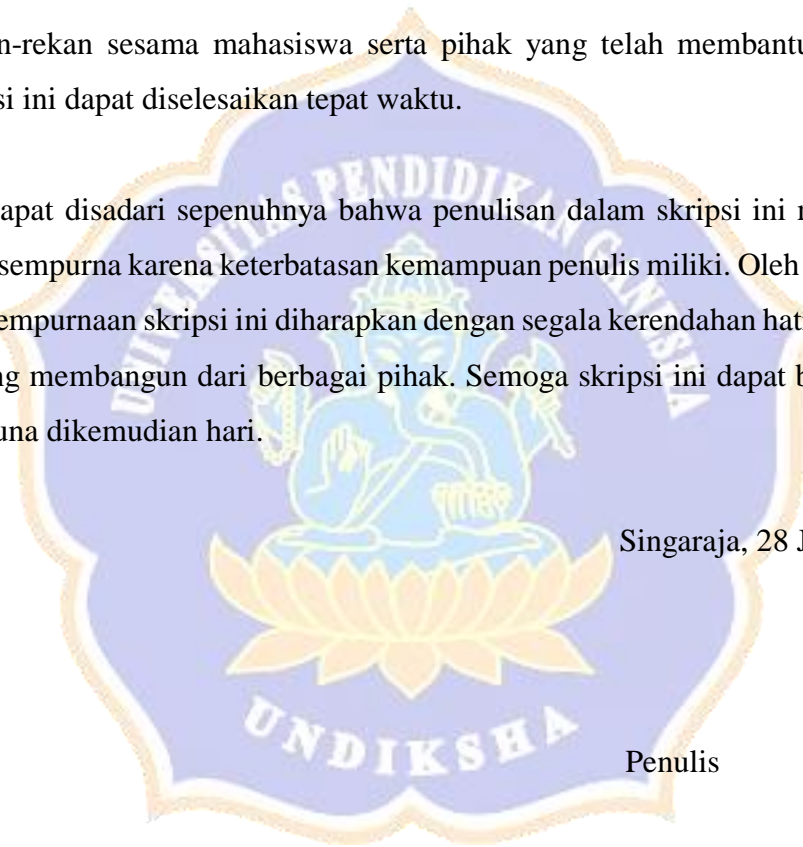 n-rekan sesama mahasiswa serta pihak yang telah membantu
si ini dapat diselesaikan tepat waktu.
apat disadari sepenuhnya bahwa penulisan dalam skripsi ini
sempurna karena keterbatasan kemampuan penulis miliki. Oleh
empurnaan skripsi ini diharapkan dengan segala kerendahan hati
ng membangun dari berbagai pihak. Semoga skripsi ini dapat b
una dikemudian hari.
Singaraja, 28 J
Penulis
UNIVERSITAS PENDIDIKAN GANESHA
UNDIKSHA